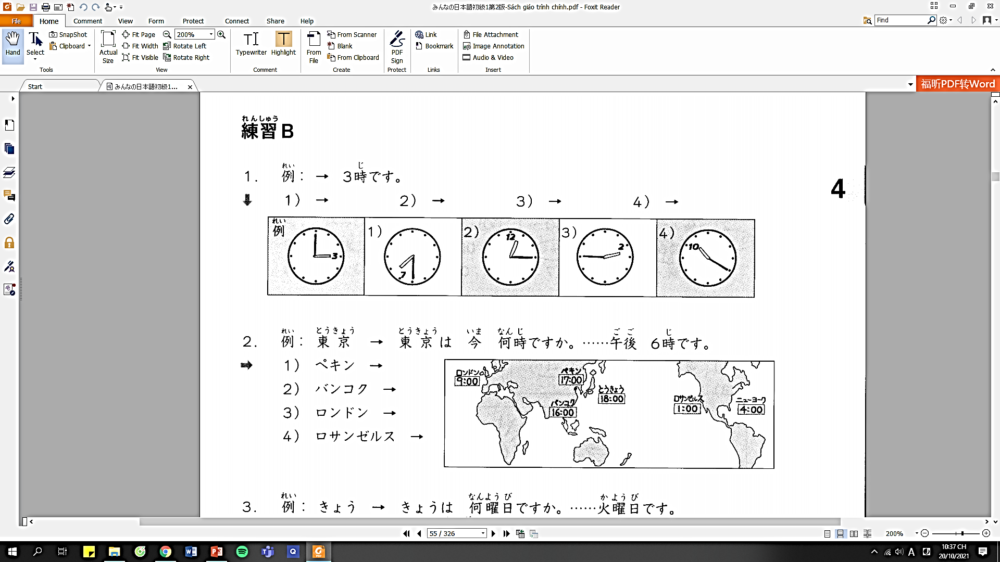 みんなの日本語初級1第2版-Sách giáo trình chính.pdf - Foxit Reader
File Home Comment View Form Protect Connect Share Help
Find
Hand
Select
SnapShot
Clipboard
Tools
Actual Size
Fit Page
Fit Width
Fit Visible
200%
Rotate Left
Rotate Right
View
Typewriter
Highlight
Comment
From File
From Scanner
Blank
From Clipboard
Create
PDF Sign
Protect
Link
Bookmark
Links
File Attachment
Image Annotation
Audio & Video
Insert
Start
みんなの日本語初級1...
福昕PDF转Word
れんしゅう
練習 B
れい じ
1. 例: → 3時です。
4
1) → 2) → 3) → 4) →
れい
例 3
1) 7
2) 12
3) 2
4) 10
れい とうきょう とうきょう いま なんじ ごご じ
2. 例: 東京 → 東京は 今 何時ですか。……午後 6時です。
1) ペキン →
2) バンコク →
3) ロンドン →
4) ロサンゼルス →
ロンドン
9:00
ペキン
17:00
とうきょう
18:00
バンコク
16:00
ロサンゼルス
1:00
ニューヨーク
4:00
れい なんようび かようび
3. 例: きょう → きょうは 何曜日ですか。……火曜日です。
55 / 326
200%
10:37 CH
20/10/2021